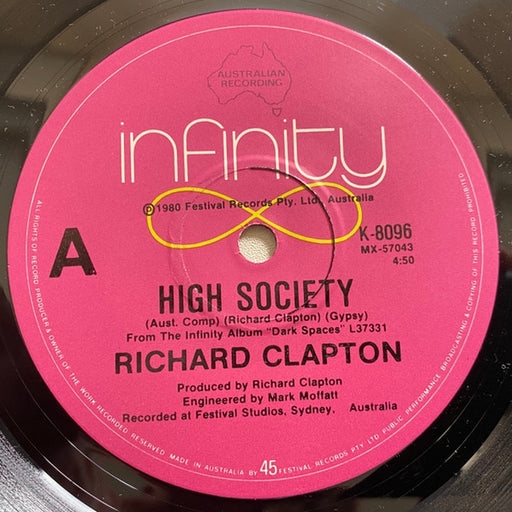 AUSTRALIAN
RECORDING
infinity
℗1980 Festival Records Pty. Ltd., Australia
A
K-8096
MX-57043
4:50
HIGH SOCIETY
(Aust. Comp) (Richard Clapton) (Gypsy)
From The Infinity Album "Dark Spaces" L37331
RICHARD CLAPTON
Produced by Richard Clapton
Engineered by Mark Moffatt
Recorded at Festival Studios, Sydney. Australia
ALL RIGHTS OF RECORD PRODUCER & OWNER OF THE WORK RECORDED RESERVED MADE IN AUSTRALIA BY 45 FESTIVAL RECORDS PTY. LTD. PUBLIC PERFORMANCE, BROADCASTING & COPYING OF THIS RECORD PROHIBITED.